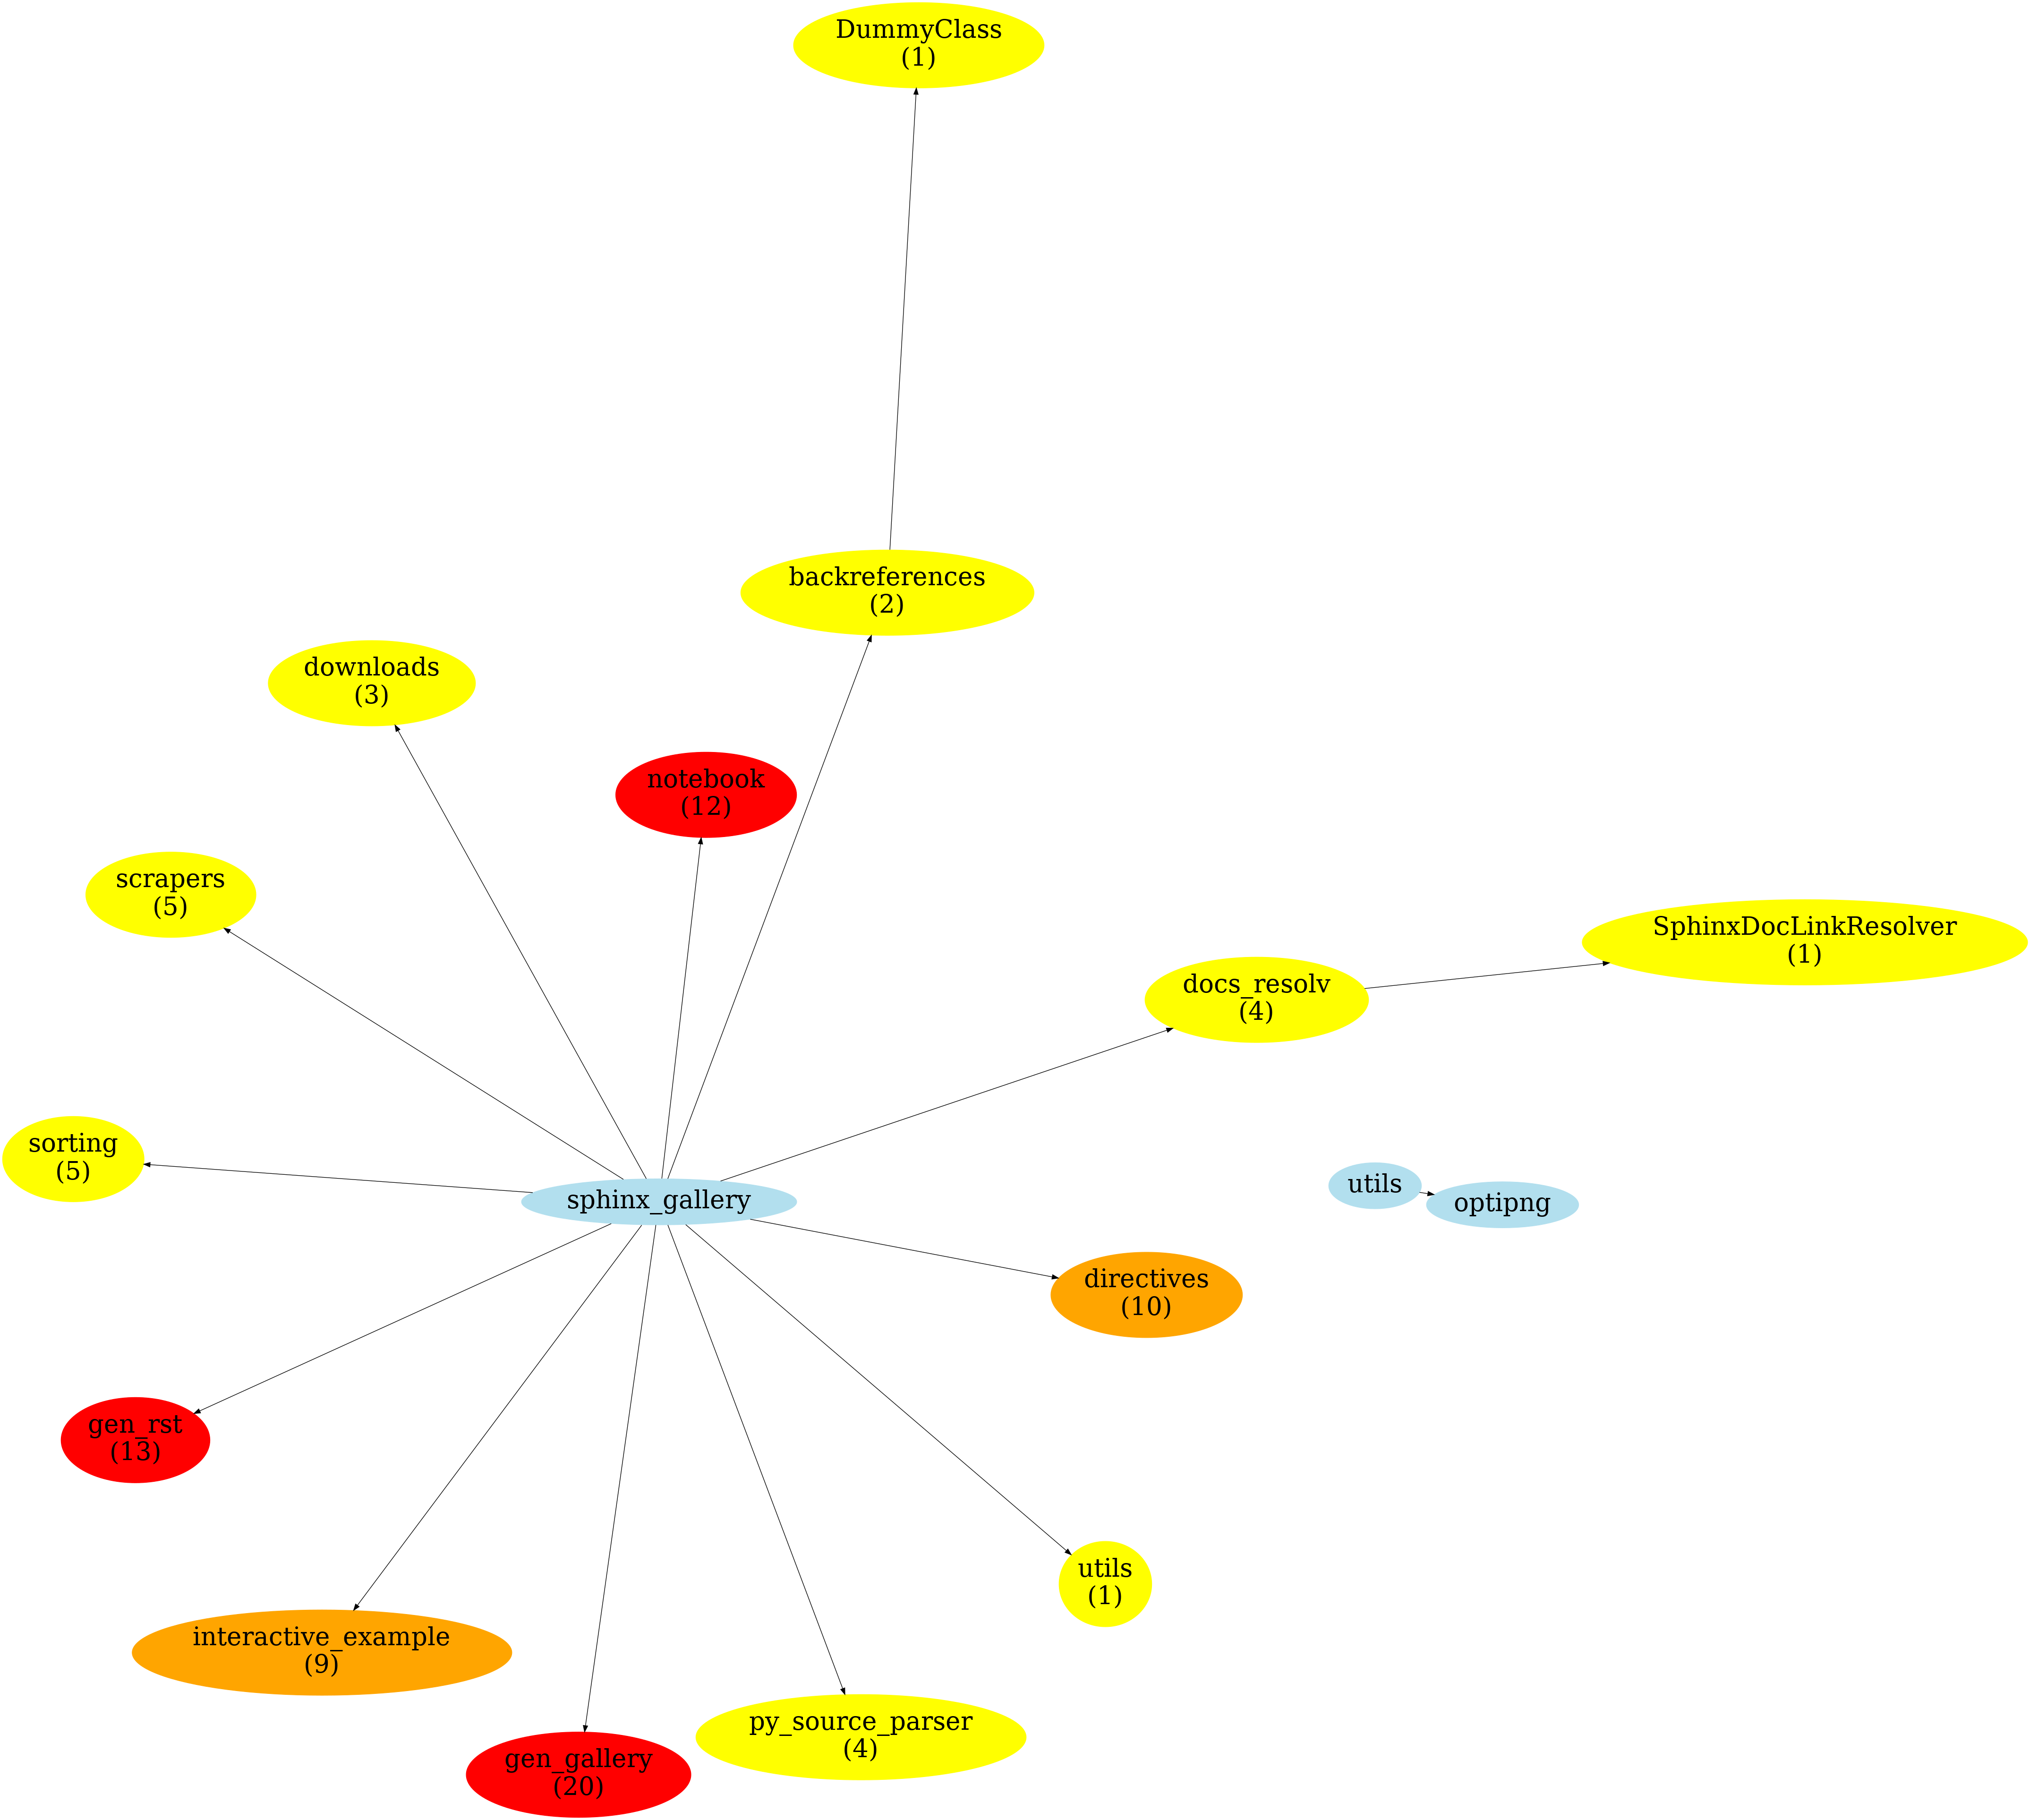 DummyClass
(1)
backreferences
(2)
downloads
(3)
notebook
(12)
scrapers
(5)
SphinxDocLinkResolver
(1)
docs_resolv
(4)
sorting
(5)
sphinx_gallery
utils
optipng
directives
(10)
gen_rst
(13)
utils
(1)
interactive_example
(9)
py_source_parser
(4)
gen_gallery
(20)